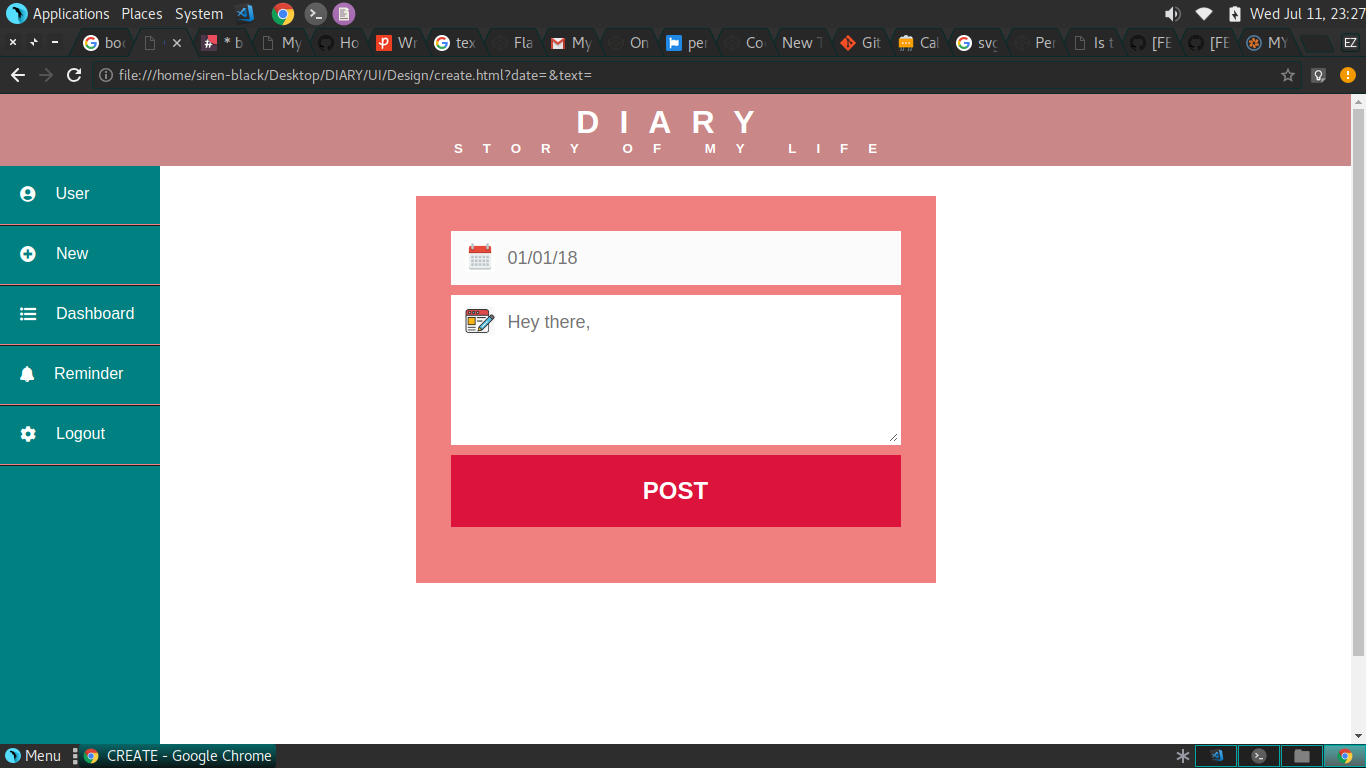 Applications Places System Wed Jul 11, 23:27
boo * b My Ho Wr tex Fla My On per Co New T Git Cal svg Per Is t [FE [FE MY EZ
file:///home/siren-black/Desktop/DIARY/UI/Design/create.html?date=&text=
DIARY
STORY OF MY LIFE
User
New
Dashboard
Reminder
Logout
01/01/18
Hey there,
POST
Menu CREATE - Google Chrome